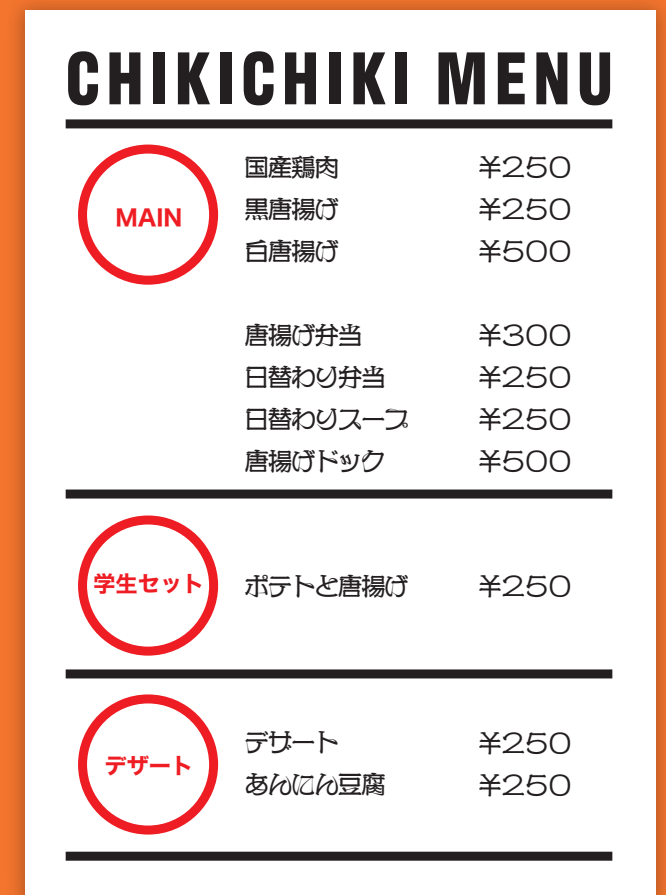 CHIKICHIKI MENU
MAIN
国産鶏肉 ¥250
黒唐揚げ ¥250
白唐揚げ ¥500
唐揚げ弁当 ¥300
日替わり弁当 ¥250
日替わりスープ ¥250
唐揚げドック ¥500
学生セット
ポテトと唐揚げ ¥250
デザート
デザート ¥250
あんにん豆腐 ¥250